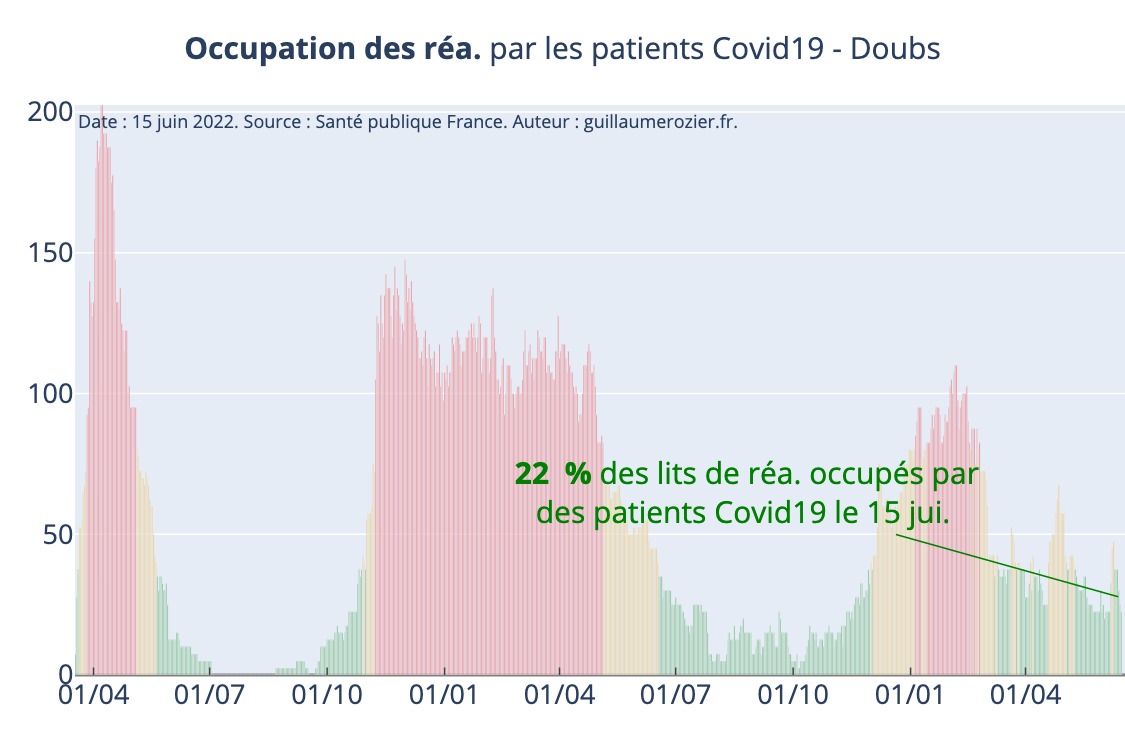 Occupation des réa. par les patients Covid19 - Doubs
200
Date : 15 juin 2022. Source : Santé publique France. Auteur : guillaumerozier.fr.
150
100
22 % des lits de réa. occupés par
des patients Covid19 le 15 jui.
50
0
01/04 01/07 01/10 01/01 01/04 01/07 01/10 01/01 01/04